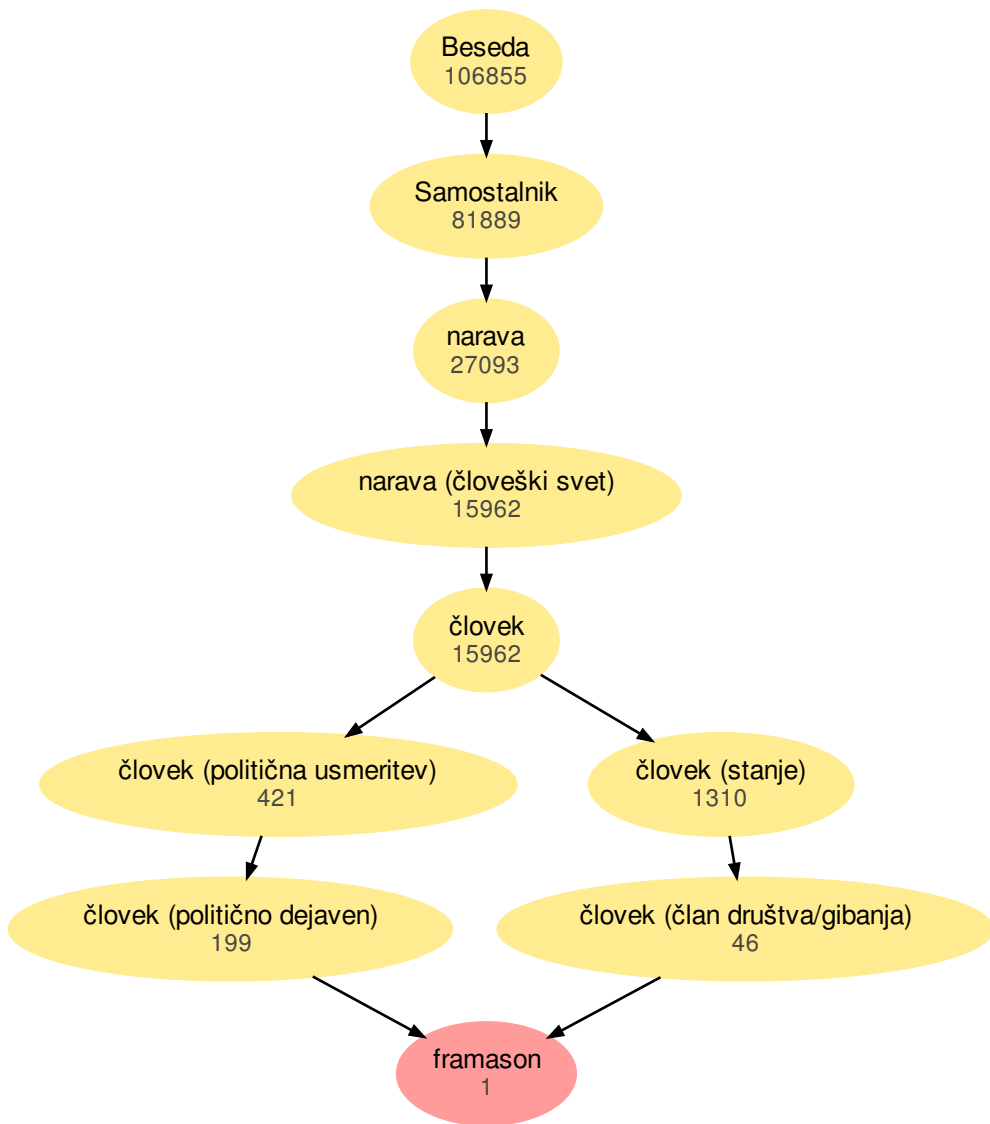 Beseda
106855
Samostalnik
81889
narava
27093
narava (človeški svet)
15962
človek
15962
človek (politična usmeritev)
421
človek (stanje)
1310
človek (politično dejaven)
199
človek (član društva/gibanja)
46
framason
1